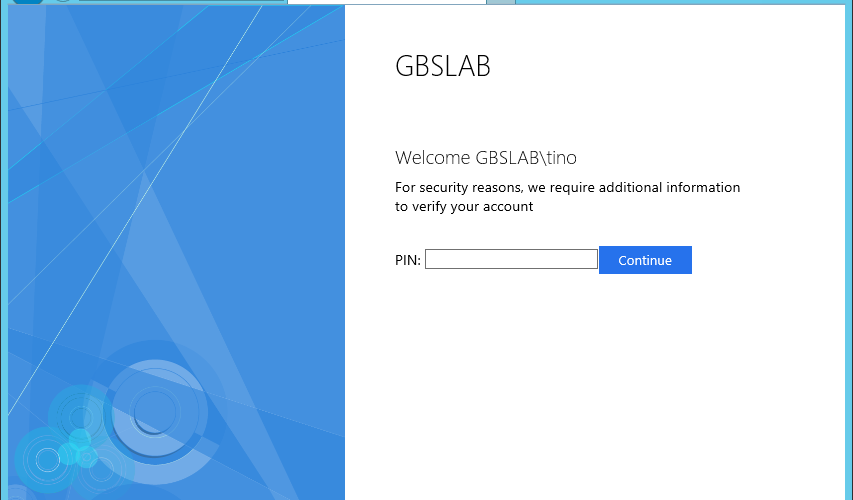 GBSLAB
Welcome GBSLAB\tino
For security reasons, we require additional information
to verify your account
PIN:
Continue